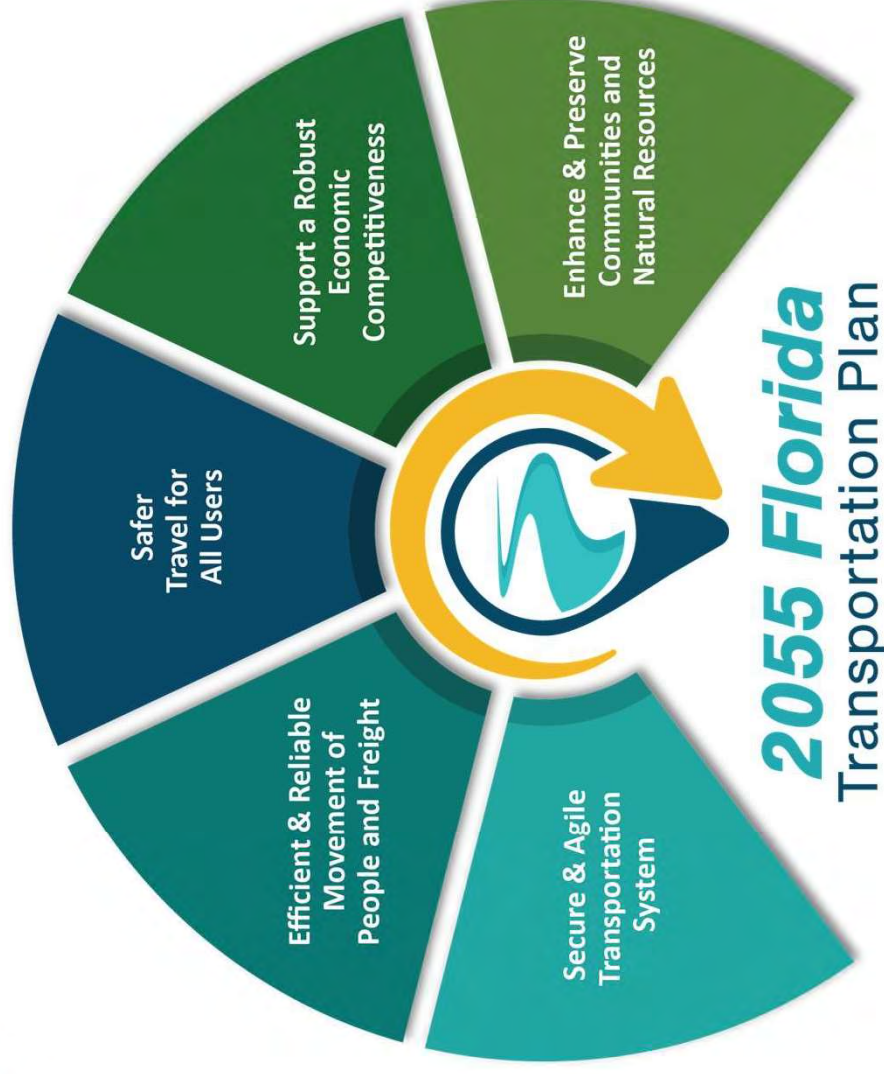 Secure & Agile
Transportation
System
Efficient & Reliable
Movement of
People and Freight
Safer
Travel for
All Users
Support a Robust
Economic
Competitiveness
Enhance & Preserve
Communities and
Natural Resources
2055 Florida
Transportation Plan